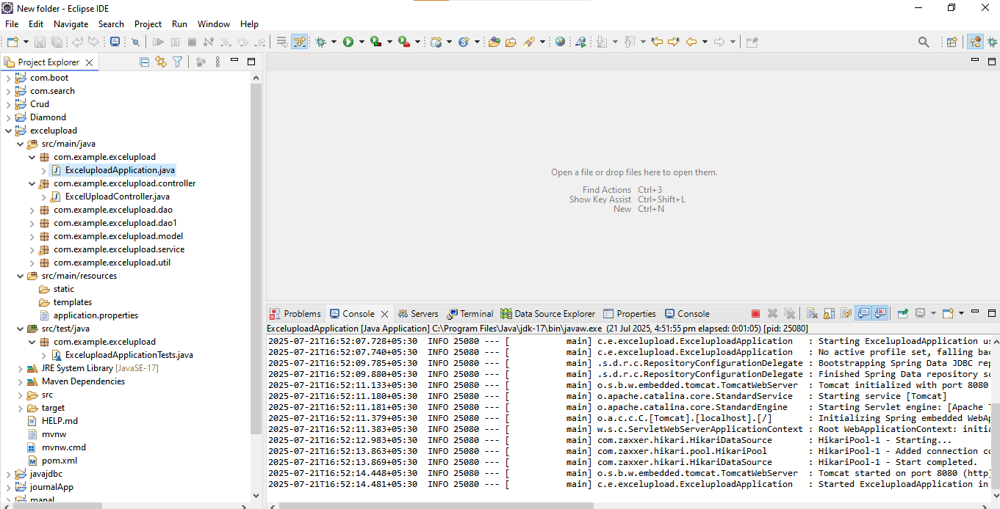 New folder - Eclipse IDE
File Edit Navigate Search Project Run Window Help
Project Explorer
com.boot
com.search
Crud
Diamond
excelupload
src/main/java
com.example.excelupload
ExceluploadApplication.java
com.example.excelupload.controller
ExcelUploadController.java
com.example.excelupload.dao
com.example.excelupload.dao1
com.example.excelupload.model
com.example.excelupload.service
com.example.excelupload.util
src/main/resources
static
templates
application.properties
src/test/java
com.example.excelupload
ExceluploadApplicationTests.java
JRE System Library [JavaSE-17]
Maven Dependencies
src
target
HELP.md
mvnw
mvnw.cmd
pom.xml
javajdbc
journalApp
manal
Open a file or drop files here to open them.
Find Actions Ctrl+3
Show Key Assist Ctrl+Shift+L
New Ctrl+N
Problems Console Servers Terminal Data Source Explorer Properties Console
ExceluploadApplication [Java Application] C:\Program Files\Java\jdk-17\bin\javaw.exe (21 Jul 2025, 4:51:55 pm elapsed: 0:01:05) [pid: 25080]
2025-07-21T16:52:07.728+05:30 INFO 25080 --- [ main] c.e.excelupload.ExceluploadApplication : Starting ExceluploadApplication us
2025-07-21T16:52:07.740+05:30 INFO 25080 --- [ main] c.e.excelupload.ExceluploadApplication : No active profile set, falling bac
2025-07-21T16:52:09.785+05:30 INFO 25080 --- [ main] .s.d.r.c.RepositoryConfigurationDelegate : Bootstrapping Spring Data JDBC rep
2025-07-21T16:52:09.880+05:30 INFO 25080 --- [ main] .s.d.r.c.RepositoryConfigurationDelegate : Finished Spring Data repository sc
2025-07-21T16:52:11.133+05:30 INFO 25080 --- [ main] o.s.b.w.embedded.tomcat.TomcatWebServer : Tomcat initialized with port 8080
2025-07-21T16:52:11.180+05:30 INFO 25080 --- [ main] o.apache.catalina.core.StandardService : Starting service [Tomcat]
2025-07-21T16:52:11.181+05:30 INFO 25080 --- [ main] o.apache.catalina.core.StandardEngine : Starting Servlet engine: [Apache T
2025-07-21T16:52:11.379+05:30 INFO 25080 --- [ main] o.a.c.c.C.[Tomcat].[localhost].[/] : Initializing Spring embedded WebAp
2025-07-21T16:52:11.383+05:30 INFO 25080 --- [ main] w.s.c.ServletWebServerApplicationContext : Root WebApplicationContext: initia
2025-07-21T16:52:12.983+05:30 INFO 25080 --- [ main] com.zaxxer.hikari.HikariDataSource : HikariPool-1 - Starting...
2025-07-21T16:52:13.863+05:30 INFO 25080 --- [ main] com.zaxxer.hikari.pool.HikariPool : HikariPool-1 - Added connection co
2025-07-21T16:52:13.869+05:30 INFO 25080 --- [ main] com.zaxxer.hikari.HikariDataSource : HikariPool-1 - Start completed.
2025-07-21T16:52:14.448+05:30 INFO 25080 --- [ main] o.s.b.w.embedded.tomcat.TomcatWebServer : Tomcat started on port 8080 (http)
2025-07-21T16:52:14.481+05:30 INFO 25080 --- [ main] c.e.excelupload.ExceluploadApplication : Started ExceluploadApplication in